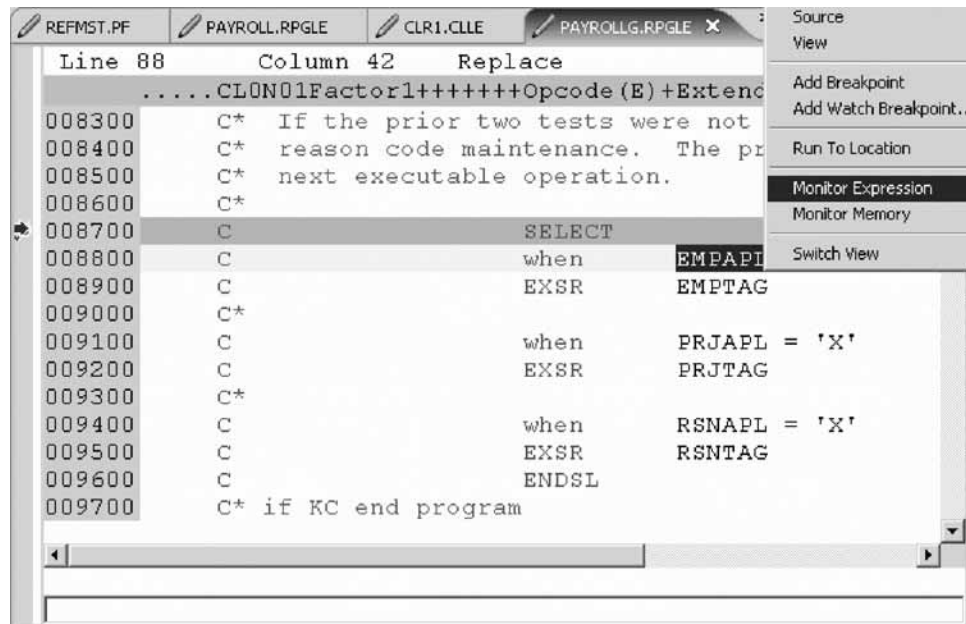 REFMST.PF PAYROLL.RPGLE CLR1.CLLE PAYROLLG.RPGLE
Line 88 Column 42 Replace
.....CL0N01Factor1+++++++Opcode(E)+Extend
008300 C* If the prior two tests were not
008400 C* reason code maintenance. The pr
008500 C* next executable operation.
008600 C*
008700 C SELECT
008800 C when EMPAPL
008900 C EXSR EMPTAG
009000 C*
009100 C when PRJAPL = 'X'
009200 C EXSR PRJTAG
009300 C*
009400 C when RSNAPL = 'X'
009500 C EXSR RSNTAG
009600 C ENDSL
009700 C* if KC end program
Source
View
Add Breakpoint
Add Watch Breakpoint..
Run To Location
Monitor Expression
Monitor Memory
Switch View